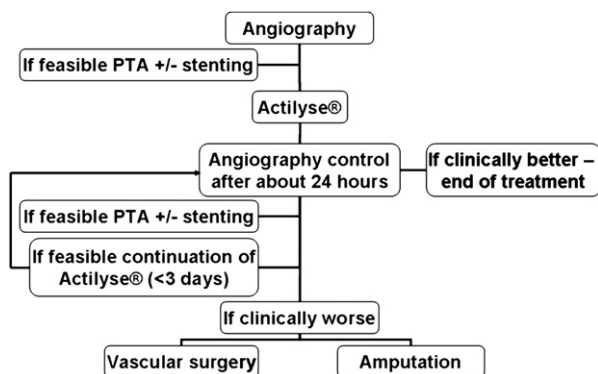 Angiography
If feasible PTA +/- stenting
Actilyse®
Angiography control
after about 24 hours
If clinically better –
end of treatment
If feasible PTA +/- stenting
If feasible continuation of
Actilyse® (<3 days)
If clinically worse
Vascular surgery
Amputation